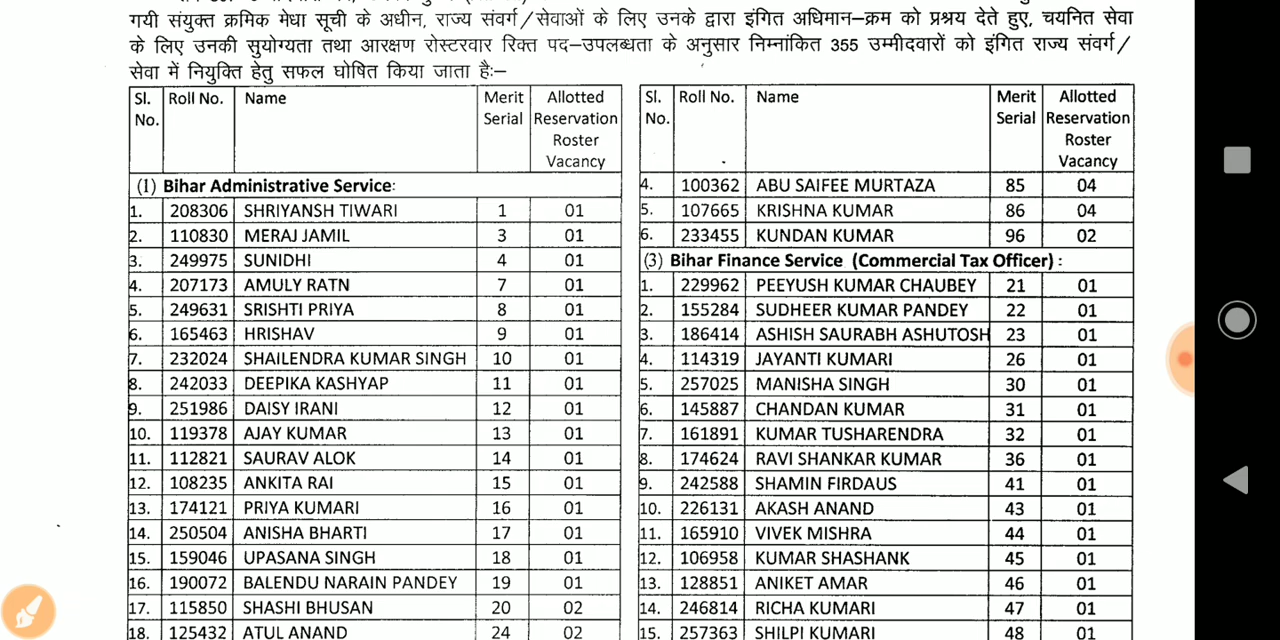 गयी संयुक्त क्रमिक मेधा सूची के अधीन, राज्य संवर्ग/सेवाओं के लिए उनके द्वारा इंगित अधिमान–क्रम को प्रश्रय देते हुए, चयनित सेवा
के लिए उनकी सुयोग्यता तथा आरक्षण रोस्टरवार रिक्त पद–उपलब्धता के अनुसार निम्नांकित 355 उम्मीदवारों को इंगित राज्य संवर्ग/
सेवा में नियुक्ति हेतु सफल घोषित किया जाता हैः–
Sl. No. Roll No. Name Merit Serial Allotted Reservation Roster Vacancy
(1) Bihar Administrative Service:
1. 208306 SHRIYANSH TIWARI 1 01
2. 110830 MERAJ JAMIL 3 01
3. 249975 SUNIDHI 4 01
4. 207173 AMULY RATN 7 01
5. 249631 SRISHTI PRIYA 8 01
6. 165463 HRISHAV 9 01
7. 232024 SHAILENDRA KUMAR SINGH 10 01
8. 242033 DEEPIKA KASHYAP 11 01
9. 251986 DAISY IRANI 12 01
10. 119378 AJAY KUMAR 13 01
11. 112821 SAURAV ALOK 14 01
12. 108235 ANKITA RAI 15 01
13. 174121 PRIYA KUMARI 16 01
14. 250504 ANISHA BHARTI 17 01
15. 159046 UPASANA SINGH 18 01
16. 190072 BALENDU NARAIN PANDEY 19 01
17. 115850 SHASHI BHUSAN 20 02
18. 125432 ATUL ANAND 24 02
Sl. No. Roll No. Name Merit Serial Allotted Reservation Roster Vacancy
4. 100362 ABU SAIFEE MURTAZA 85 04
5. 107665 KRISHNA KUMAR 86 04
6. 233455 KUNDAN KUMAR 96 02
(3) Bihar Finance Service (Commercial Tax Officer) :
1. 229962 PEEYUSH KUMAR CHAUBEY 21 01
2. 155284 SUDHEER KUMAR PANDEY 22 01
3. 186414 ASHISH SAURABH ASHUTOSH 23 01
4. 114319 JAYANTI KUMARI 26 01
5. 257025 MANISHA SINGH 30 01
6. 145887 CHANDAN KUMAR 31 01
7. 161891 KUMAR TUSHARENDRA 32 01
8. 174624 RAVI SHANKAR KUMAR 36 01
9. 242588 SHAMIN FIRDAUS 41 01
10. 226131 AKASH ANAND 43 01
11. 165910 VIVEK MISHRA 44 01
12. 106958 KUMAR SHASHANK 45 01
13. 128851 ANIKET AMAR 46 01
14. 246814 RICHA KUMARI 47 01
15. 257363 SHILPI KUMARI 48 01